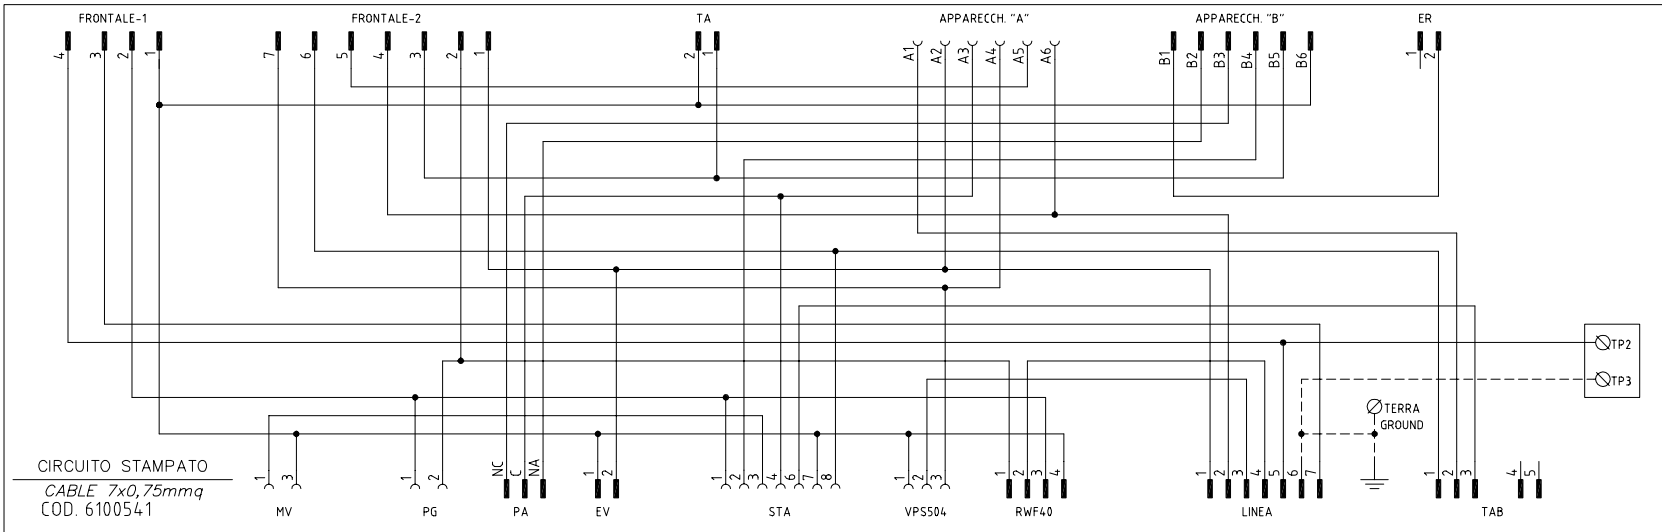 FRONTALE-1 FRONTALE-2 TA APPARECCH. "A" APPARECCH. "B" ER
4 3 2 1 7 6 5 4 3 2 1 2 1 A1 A2 A3 A4 A5 A6 B1 B2 B3 B4 B5 B6 1 2
TP2
TP3
TERRA
GROUND
CIRCUITO STAMPATO
CABLE 7x0,75mmq
COD. 6100541
1 3 1 2 NC C NA 1 2 1 2 3 4 6 7 8 1 2 3 1 2 3 4 1 2 3 4 5 6 7 1 2 3 4 5
MV PG PA EV STA VPS504 RWF40 LINEA TAB